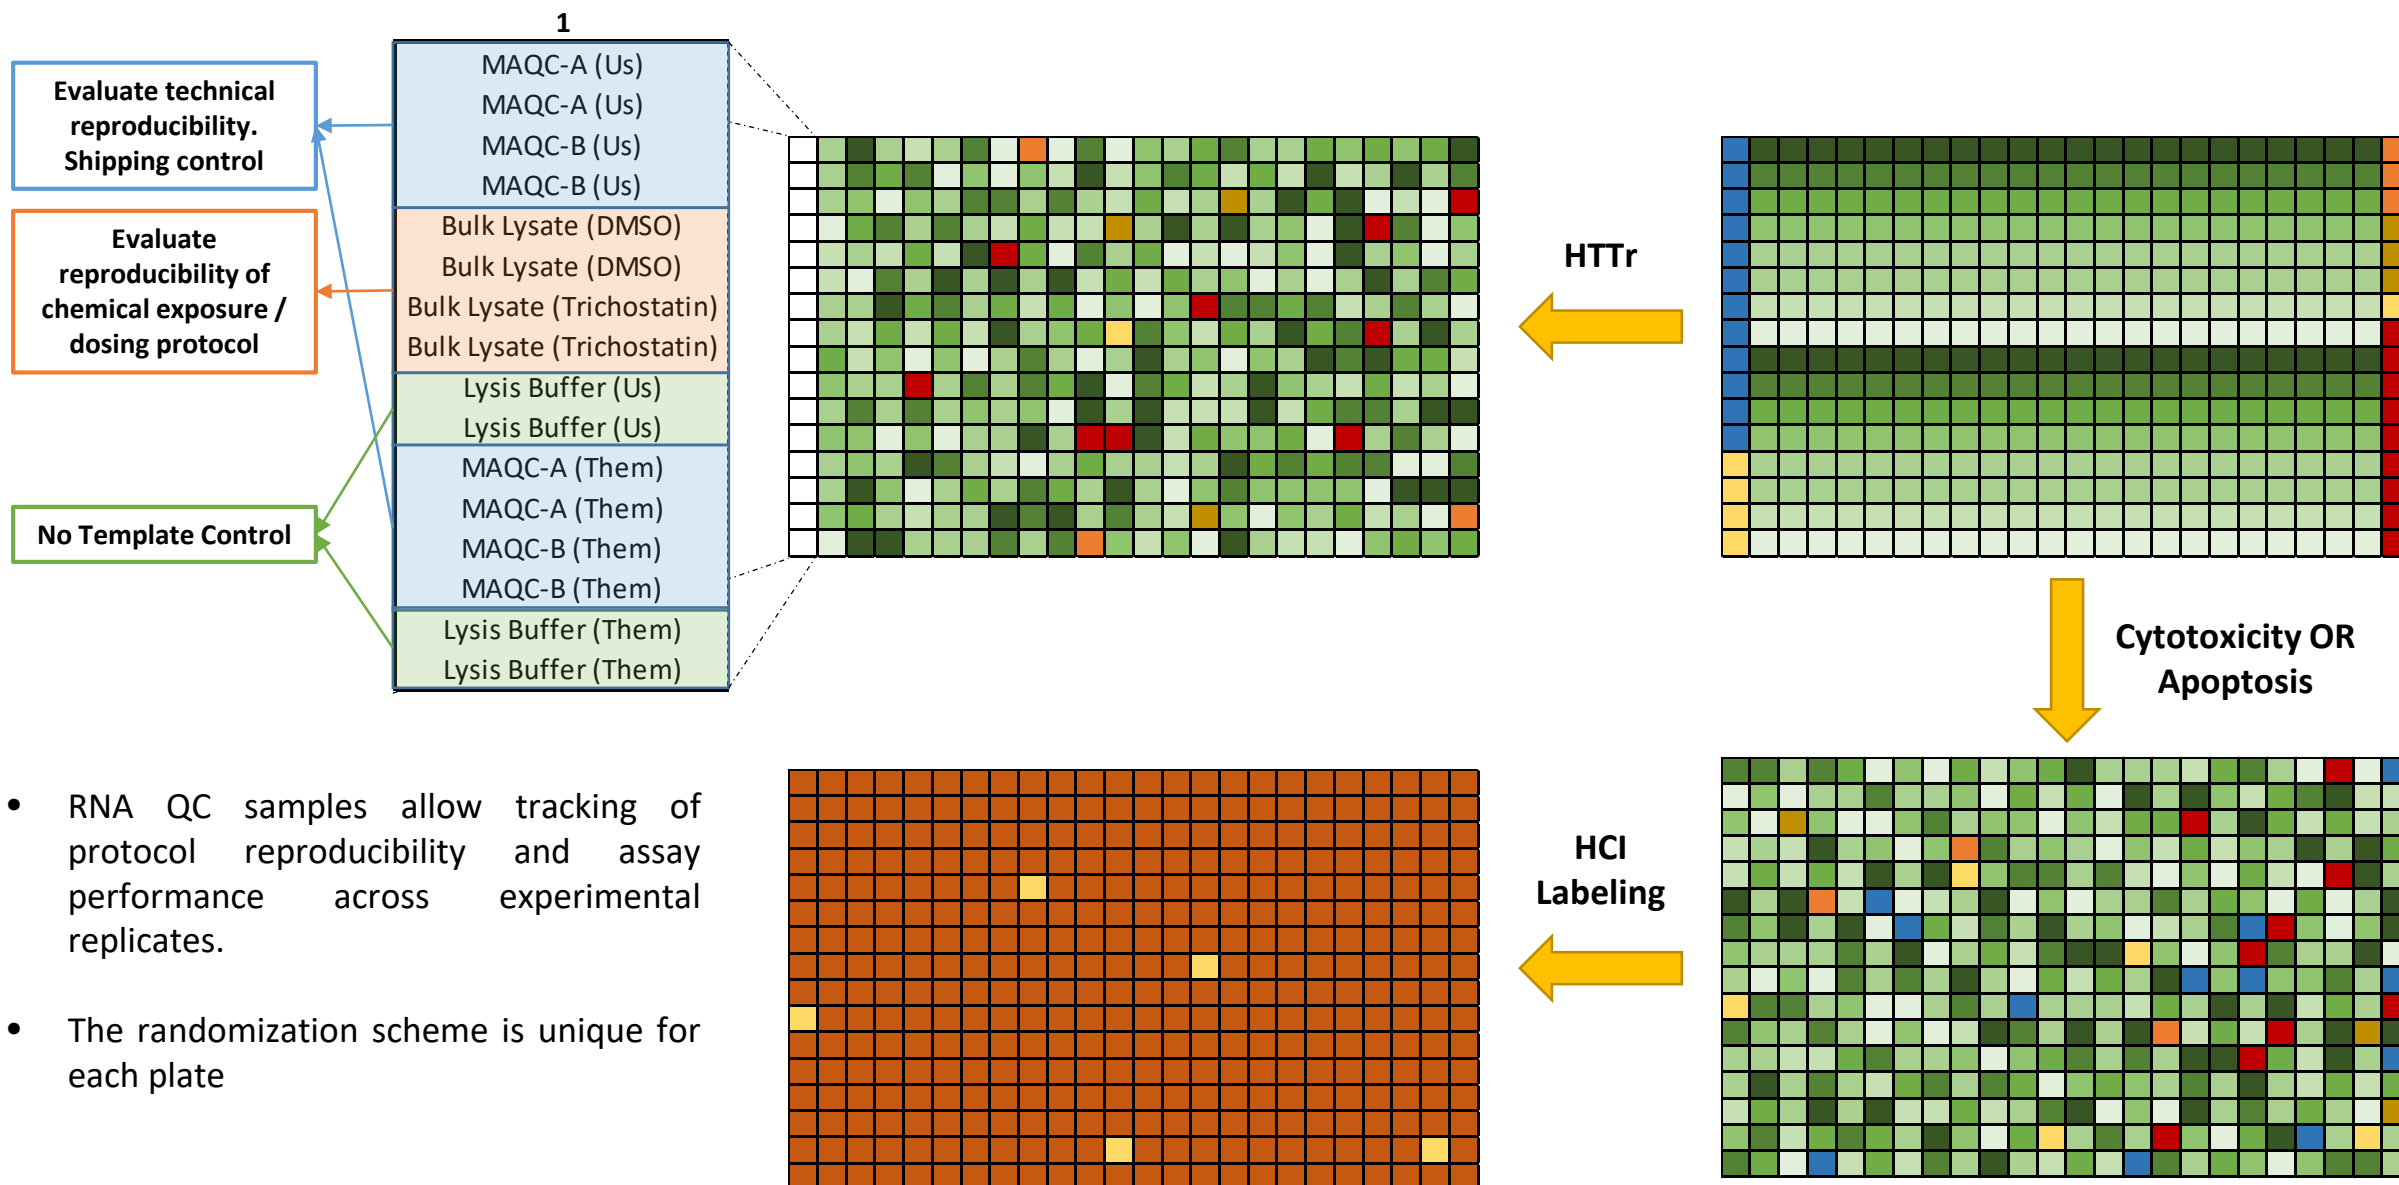 1
Evaluate technical
reproducibility.
Shipping control
Evaluate
reproducibility of
chemical exposure /
dosing protocol
No Template Control
MAQC-A (Us)
MAQC-A (Us)
MAQC-B (Us)
MAQC-B (Us)
Bulk Lysate (DMSO)
Bulk Lysate (DMSO)
Bulk Lysate (Trichostatin)
Bulk Lysate (Trichostatin)
Lysis Buffer (Us)
Lysis Buffer (Us)
MAQC-A (Them)
MAQC-A (Them)
MAQC-B (Them)
MAQC-B (Them)
Lysis Buffer (Them)
Lysis Buffer (Them)
HTTr
Cytotoxicity OR
Apoptosis
HCI
Labeling
• RNA QC samples allow tracking of
protocol reproducibility and assay
performance across experimental
replicates.
• The randomization scheme is unique for
each plate